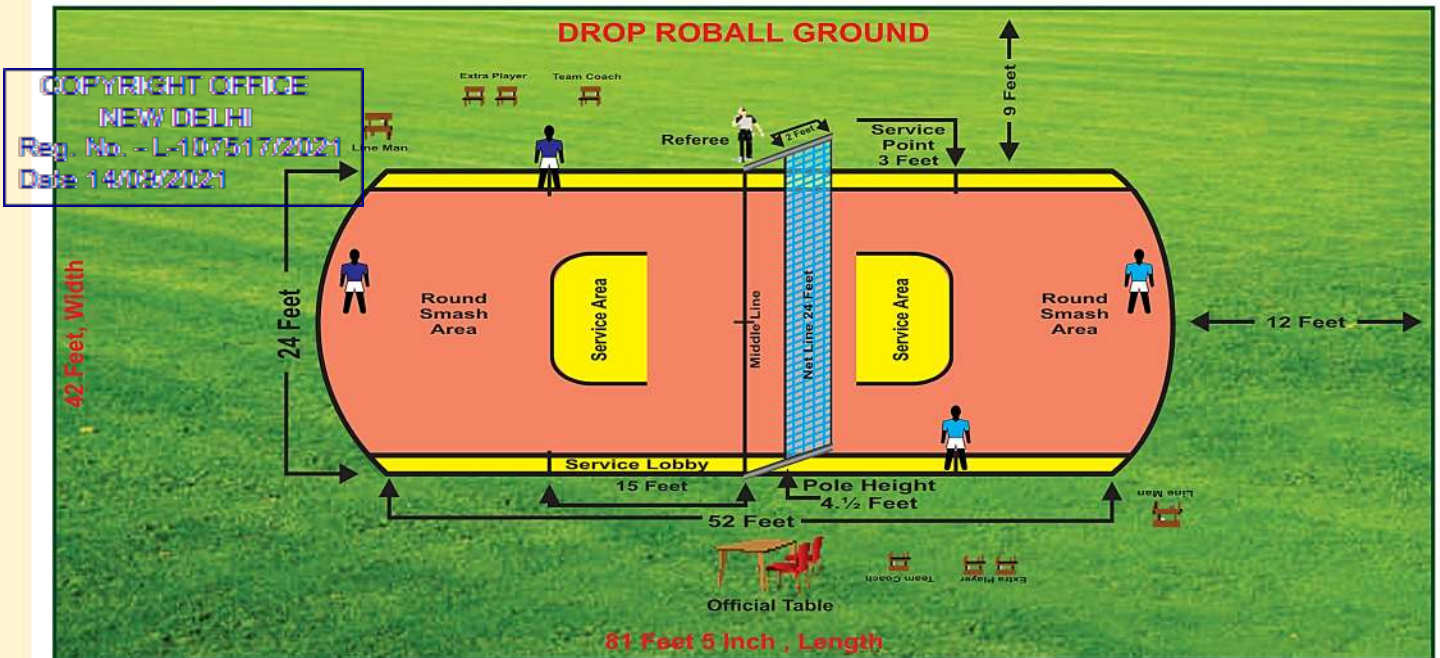 DROP ROBALL GROUND
COPYRIGHT OFFICE
NEW DELHI
Reg. No. - L-107517/2021
Date 14/09/2021
Extra Player
Team Coach
Line Man
Referee
2 Feet
Service
Point
3 Feet
9 Feet
24 Feet
42 Feet, Width
Round
Smash
Area
Service Area
Middle Line
Net Line 24 Feet
Service Area
Round
Smash
Area
12 Feet
Service Lobby
15 Feet
Pole Height
4.½ Feet
52 Feet
Line Man
Official Table
Team Coach
Extra Player
81 Feet 5 Inch , Length